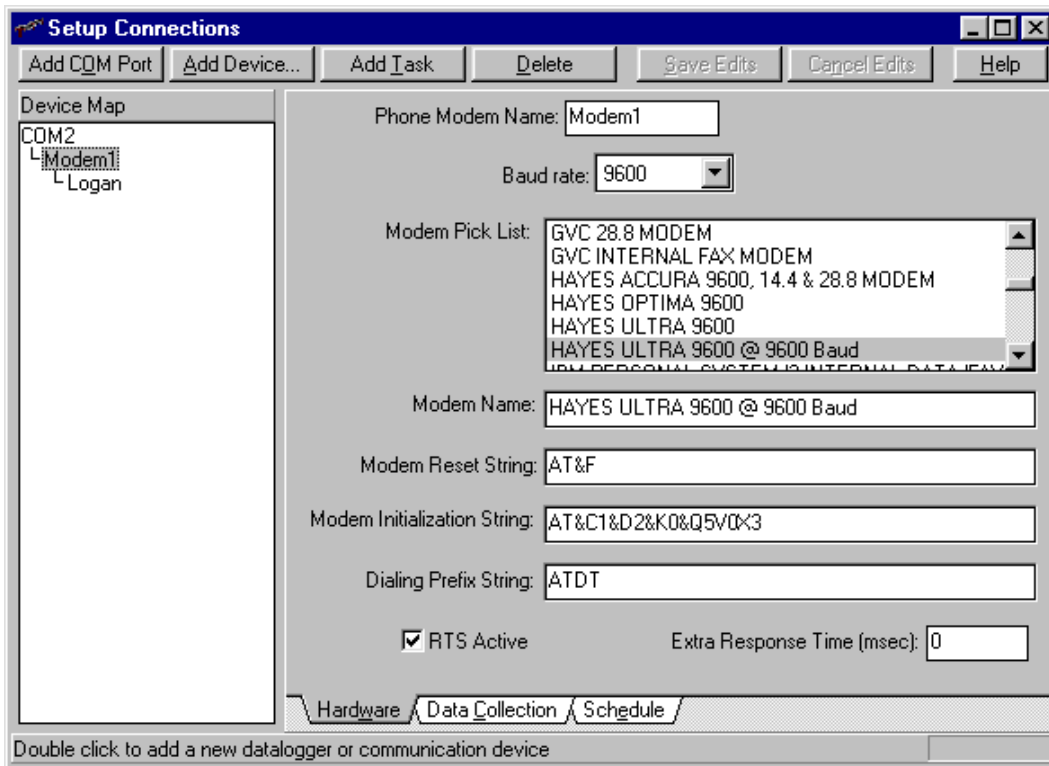 Setup Connections
Add COM Port Add Device... Add Task Delete Save Edits Cancel Edits Help
Device Map
COM2
Modem1
Logan
Phone Modem Name: Modem1
Baud rate: 9600
Modem Pick List:
GVC 28.8 MODEM
GVC INTERNAL FAX MODEM
HAYES ACCURA 9600, 14.4 & 28.8 MODEM
HAYES OPTIMA 9600
HAYES ULTRA 9600
HAYES ULTRA 9600 @ 9600 Baud
Modem Name: HAYES ULTRA 9600 @ 9600 Baud
Modem Reset String: AT&F
Modem Initialization String: AT&C1&D2&K0&Q5V0X3
Dialing Prefix String: ATDT
RTS Active Extra Response Time (msec): 0
Hardware Data Collection Schedule
Double click to add a new datalogger or communication device